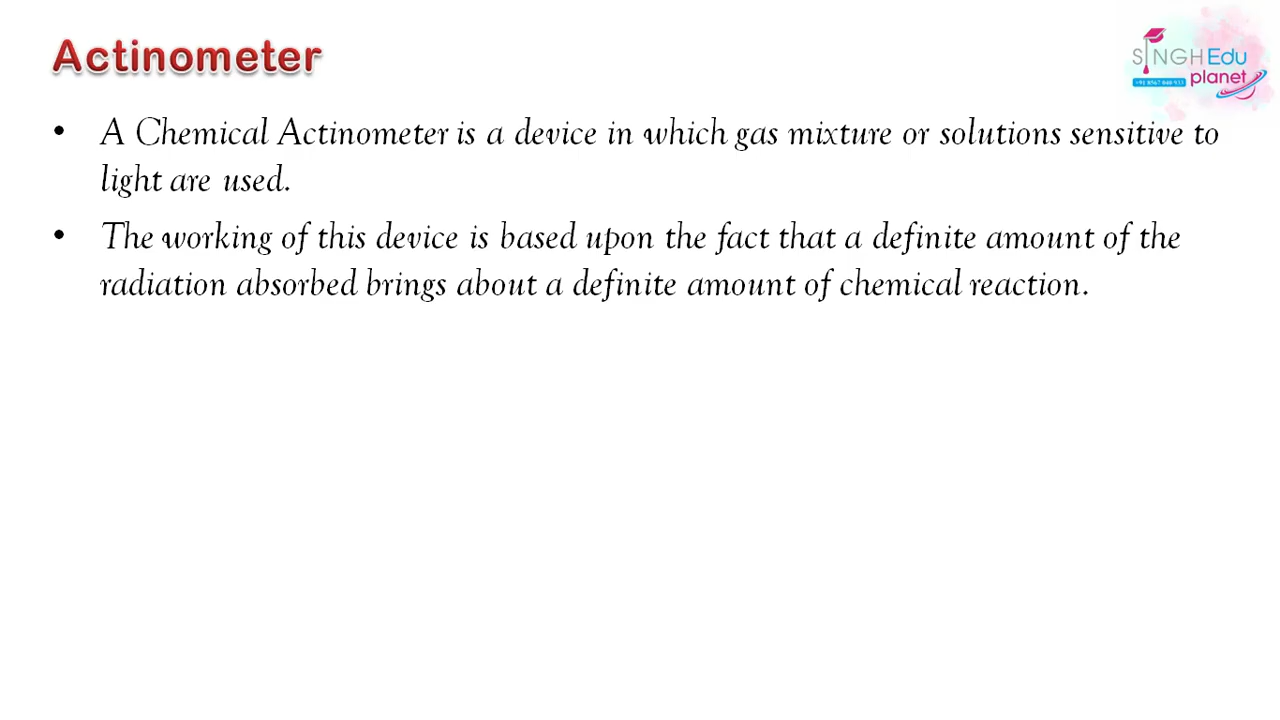 Actinometer
SINGH Edu
planet
• A Chemical Actinometer is a device in which gas mixture or solutions sensitive to
light are used.
• The working of this device is based upon the fact that a definite amount of the
radiation absorbed brings about a definite amount of chemical reaction.